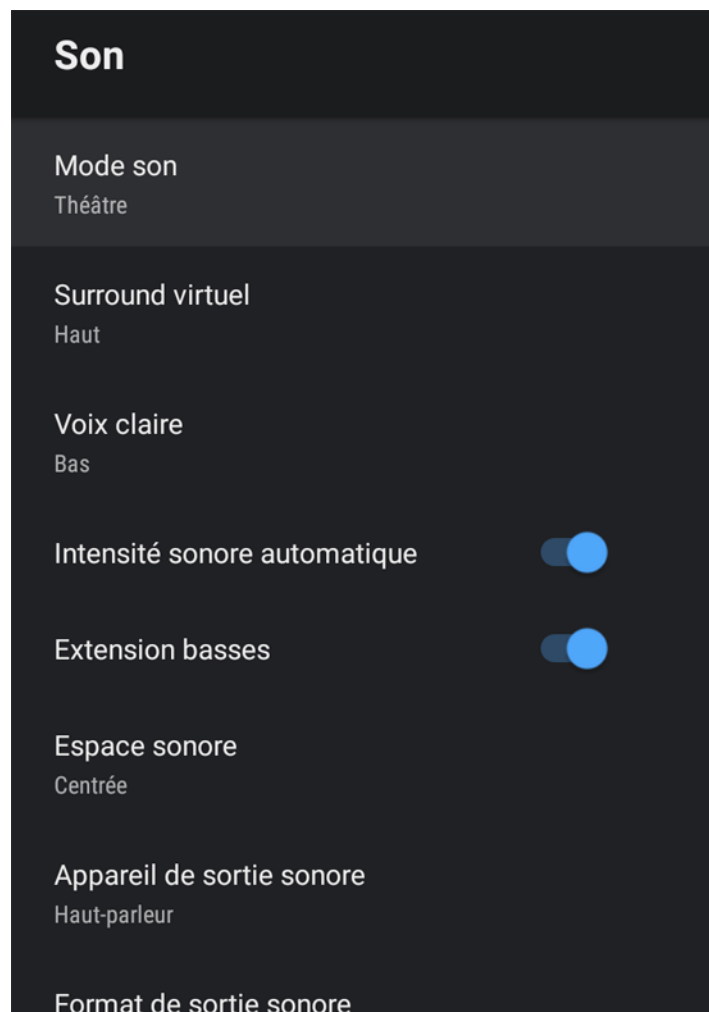 Son
Mode son
Théâtre
Surround virtuel
Haut
Voix claire
Bas
Intensité sonore automatique
Extension basses
Espace sonore
Centrée
Appareil de sortie sonore
Haut-parleur
Format de sortie sonore